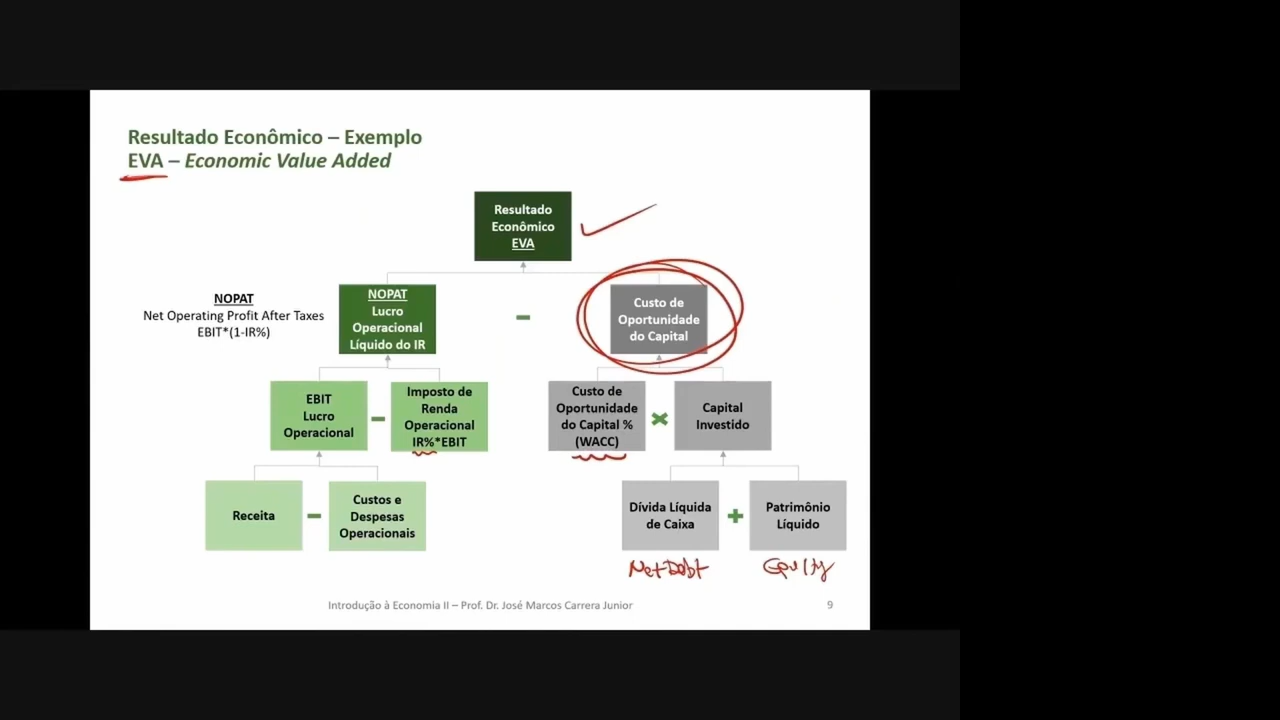 Resultado Econômico – Exemplo
EVA – Economic Value Added
Resultado
Econômico
EVA
NOPAT
Net Operating Profit After Taxes
EBIT*(1-IR%)
NOPAT
Lucro
Operacional
Líquido do IR
–
Custo de
Oportunidade
do Capital
EBIT
Lucro
Operacional
–
Imposto de
Renda
Operacional
IR%*EBIT
Custo de
Oportunidade
do Capital %
(WACC)
×
Capital
Investido
Receita
–
Custos e
Despesas
Operacionais
Dívida Líquida
de Caixa
+
Patrimônio
Líquido
Net Debt
Equity
Introdução à Economia II – Prof. Dr. José Marcos Carrera Junior
9